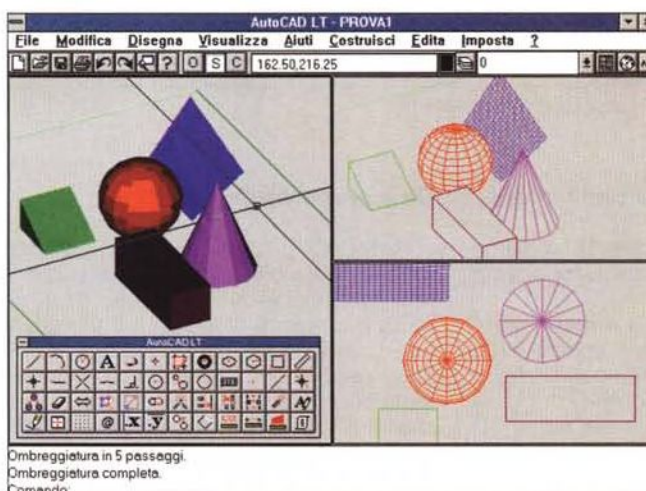 AutoCAD LT - PROVA1
File Modifica Disegna Visualizza Aiuti Costruisci Edita Imposta ?
O S C 162.50,216.25 0
AutoCAD LT
A
@ .X .Y
Ombreggiatura in 5 passaggi.
Ombreggiatura completa.
Comando: